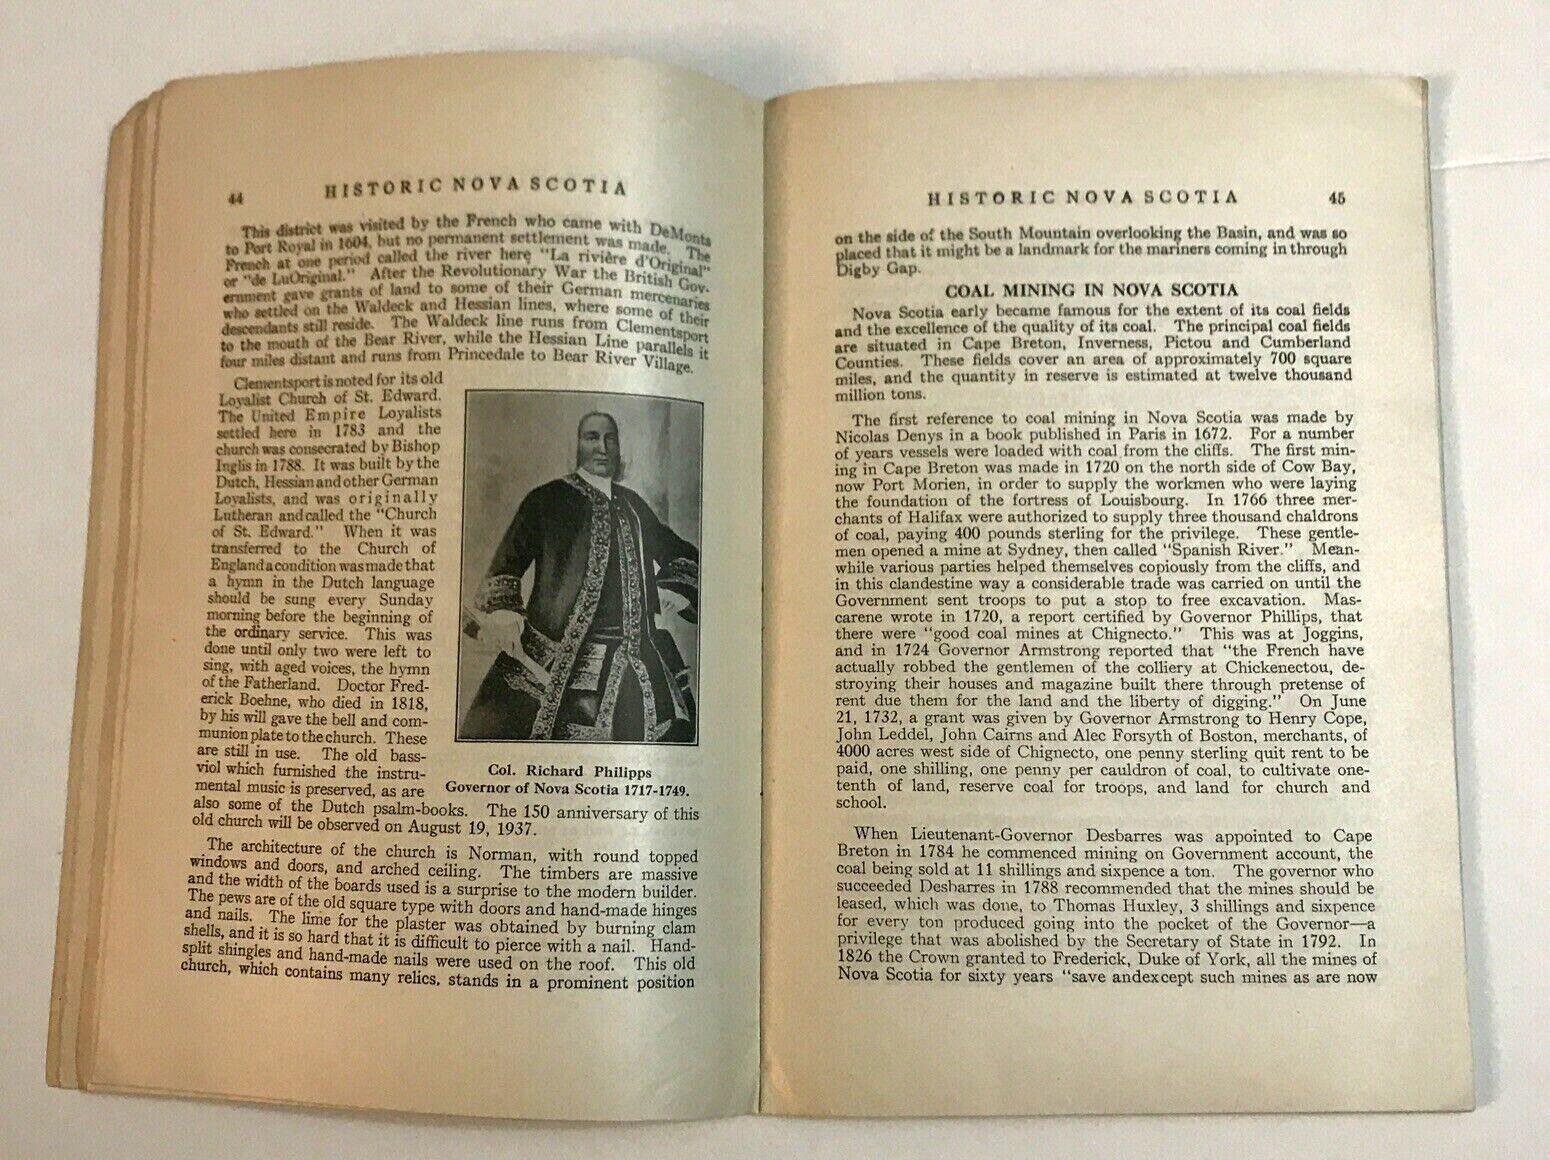 44
HISTORIC NOVA SCOTIA
This district was visited by the French who came with DeMonts
to Port Royal in 1604, but no permanent settlement was made. The
French at one period called the river here "La rivière d'Original"
or "de LuOriginal." After the Revolutionary War the British Gov-
ernment gave grants of land to some of their German mercenaries
who settled on the Waldeck and Hessian lines, where some of their
descendants still reside. The Waldeck line runs from Clementsport
to the mouth of the Bear River, while the Hessian Line parallels it
four miles distant and runs from Princedale to Bear River Village.
Clementsport is noted for its old
Loyalist Church of St. Edward.
The United Empire Loyalists
settled here in 1783 and the
church was consecrated by Bishop
Inglis in 1788. It was built by the
Dutch, Hessian and other German
Loyalists, and was originally
Lutheran and called the "Church
of St. Edward." When it was
transferred to the Church of
England a condition was made that
a hymn in the Dutch language
should be sung every Sunday
morning before the beginning of
the ordinary service. This was
done until only two were left to
sing, with aged voices, the hymn
of the Fatherland. Doctor Fred-
erick Boehne, who died in 1818,
by his will gave the bell and com-
munion plate to the church. These
are still in use. The old bass-
viol which furnished the instru-
mental music is preserved, as are
also some of the Dutch psalm-books. The 150 anniversary of this
old church will be observed on August 19, 1937.
Col. Richard Philipps
Governor of Nova Scotia 1717-1749.
The architecture of the church is Norman, with round topped
windows and doors, and arched ceiling. The timbers are massive
and the width of the boards used is a surprise to the modern builder.
The pews are of the old square type with doors and hand-made hinges
and nails. The lime for the plaster was obtained by burning clam
shells, and it is so hard that it is difficult to pierce with a nail. Hand-
split shingles and hand-made nails were used on the roof. This old
church, which contains many relics, stands in a prominent position
HISTORIC NOVA SCOTIA
45
on the side of the South Mountain overlooking the Basin, and was so
placed that it might be a landmark for the mariners coming in through
Digby Gap.
COAL MINING IN NOVA SCOTIA
Nova Scotia early became famous for the extent of its coal fields
and the excellence of the quality of its coal. The principal coal fields
are situated in Cape Breton, Inverness, Pictou and Cumberland
Counties. These fields cover an area of approximately 700 square
miles, and the quantity in reserve is estimated at twelve thousand
million tons.
The first reference to coal mining in Nova Scotia was made by
Nicolas Denys in a book published in Paris in 1672. For a number
of years vessels were loaded with coal from the cliffs. The first min-
ing in Cape Breton was made in 1720 on the north side of Cow Bay,
now Port Morien, in order to supply the workmen who were laying
the foundation of the fortress of Louisbourg. In 1766 three mer-
chants of Halifax were authorized to supply three thousand chaldrons
of coal, paying 400 pounds sterling for the privilege. These gentle-
men opened a mine at Sydney, then called "Spanish River." Mean-
while various parties helped themselves copiously from the cliffs, and
in this clandestine way a considerable trade was carried on until the
Government sent troops to put a stop to free excavation. Mas-
carene wrote in 1720, a report certified by Governor Phillips, that
there were "good coal mines at Chignecto." This was at Joggins,
and in 1724 Governor Armstrong reported that "the French have
actually robbed the gentlemen of the colliery at Chickenectou, de-
stroying their houses and magazine built there through pretense of
rent due them for the land and the liberty of digging." On June
21, 1732, a grant was given by Governor Armstrong to Henry Cope,
John Leddel, John Cairns and Alec Forsyth of Boston, merchants, of
4000 acres west side of Chignecto, one penny sterling quit rent to be
paid, one shilling, one penny per cauldron of coal, to cultivate one-
tenth of land, reserve coal for troops, and land for church and
school.
When Lieutenant-Governor Desbarres was appointed to Cape
Breton in 1784 he commenced mining on Government account, the
coal being sold at 11 shillings and sixpence a ton. The governor who
succeeded Desbarres in 1788 recommended that the mines should be
leased, which was done, to Thomas Huxley, 3 shillings and sixpence
for every ton produced going into the pocket of the Governor—a
privilege that was abolished by the Secretary of State in 1792. In
1826 the Crown granted to Frederick, Duke of York, all the mines of
Nova Scotia for sixty years "save andexcept such mines as are now